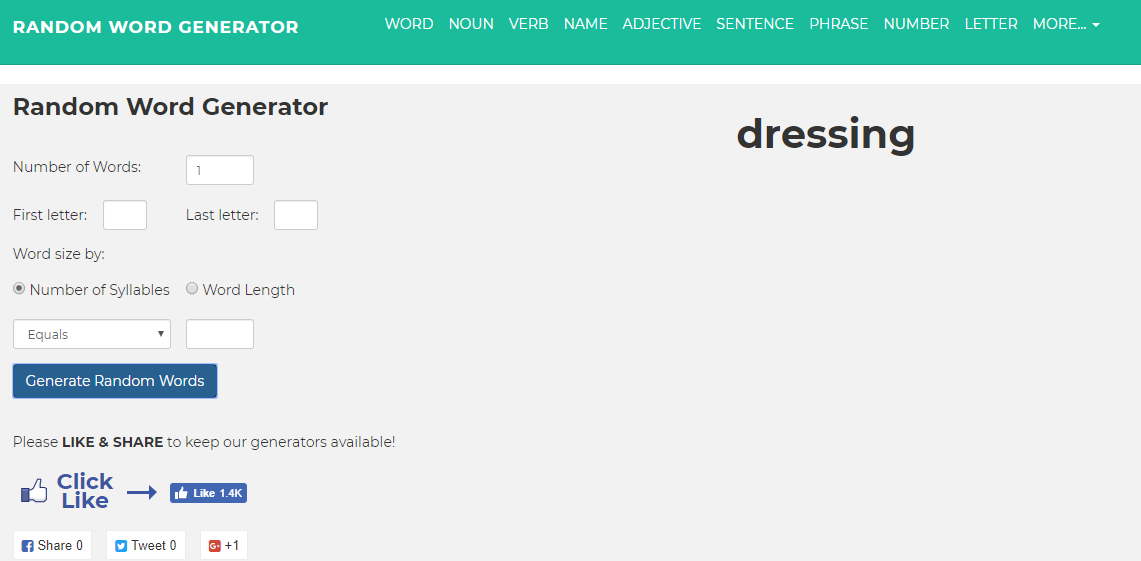 RANDOM WORD GENERATOR
WORD NOUN VERB NAME ADJECTIVE SENTENCE PHRASE NUMBER LETTER MORE...
Random Word Generator
dressing
Number of Words: 1
First letter: Last letter:
Word size by:
Number of Syllables Word Length
Equals
Generate Random Words
Please LIKE & SHARE to keep our generators available!
Click
Like
Like 1.4K
Share 0 Tweet 0 G+ +1